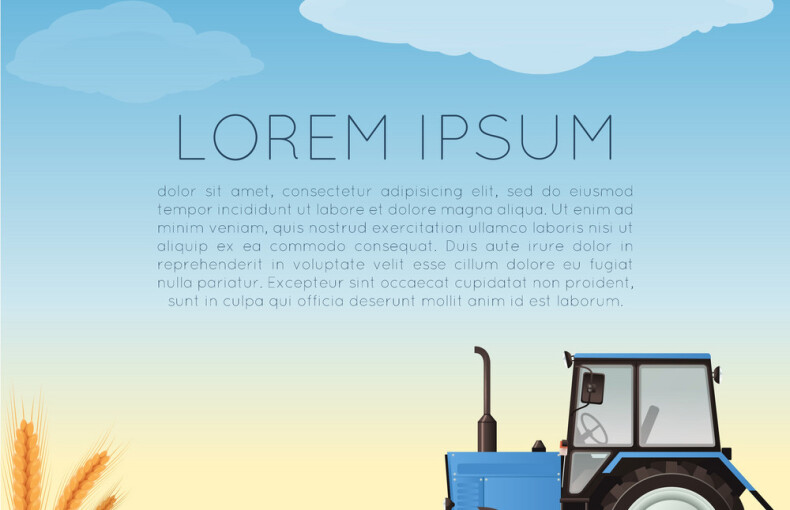 LOREM IPSUM
dolor sit amet, consectetur adipisicing elit, sed do eiusmod
tempor incididunt ut labore et dolore magna aliqua. Ut enim ad
minim veniam, quis nostrud exercitation ullamco laboris nisi ut
aliquip ex ea commodo consequat. Duis aute irure dolor in
reprehenderit in voluptate velit esse cillum dolore eu fugiat
nulla pariatur. Excepteur sint occaecat cupidatat non proident,
sunt in culpa qui officia deserunt mollit anim id est laborum.